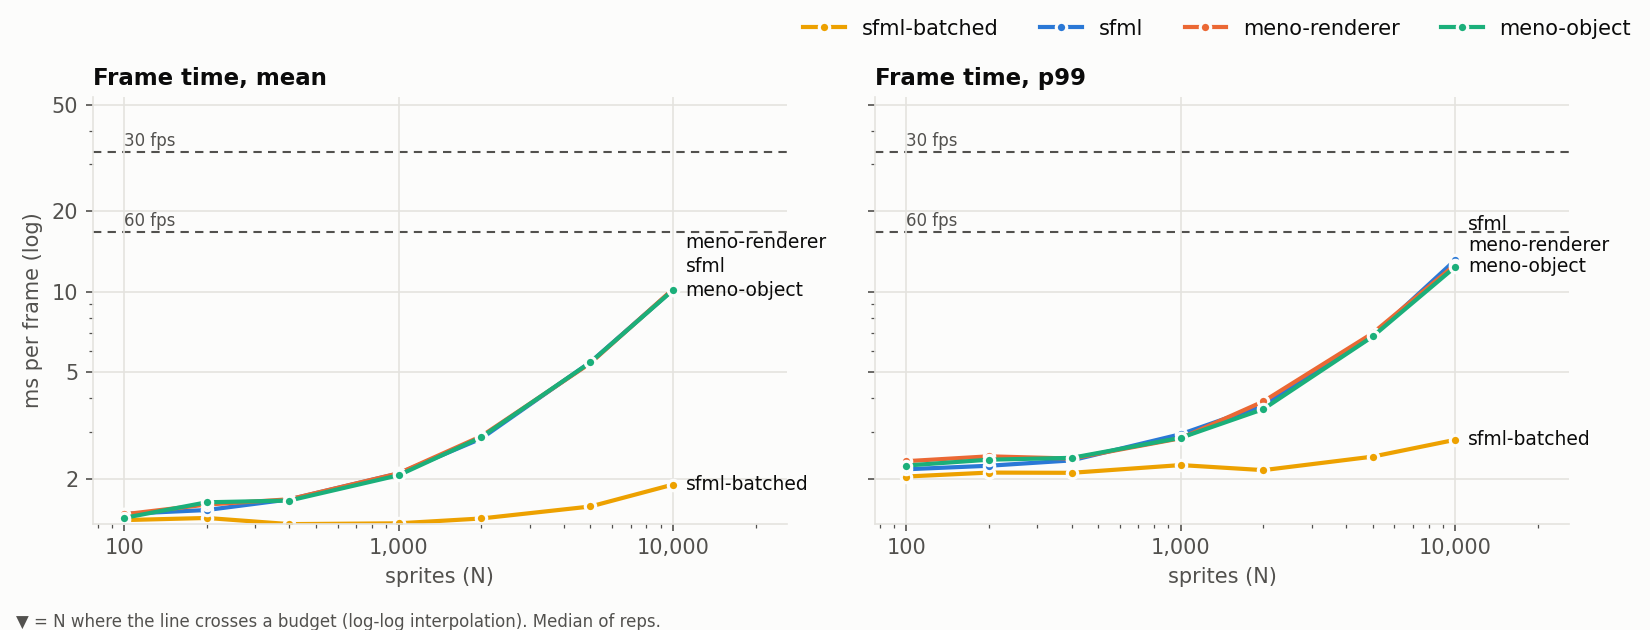 sfml-batched sfml meno-renderer meno-object
Frame time, mean
Frame time, p99
ms per frame (log)
50
20
10
5
2
30 fps
60 fps
meno-renderer
sfml
meno-object
sfml-batched
100 1,000 10,000
sprites (N)
30 fps
60 fps
sfml
meno-renderer
meno-object
sfml-batched
100 1,000 10,000
sprites (N)
▼ = N where the line crosses a budget (log-log interpolation). Median of reps.